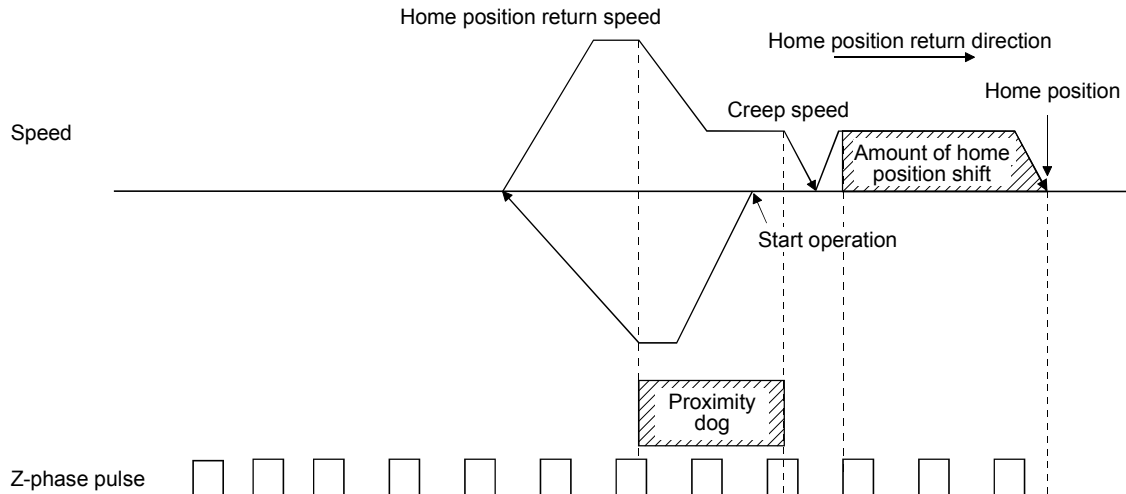 Home position return speed
Home position return direction
Home position
Creep speed
Speed
Amount of home
position shift
Start operation
Proximity
dog
Z-phase pulse